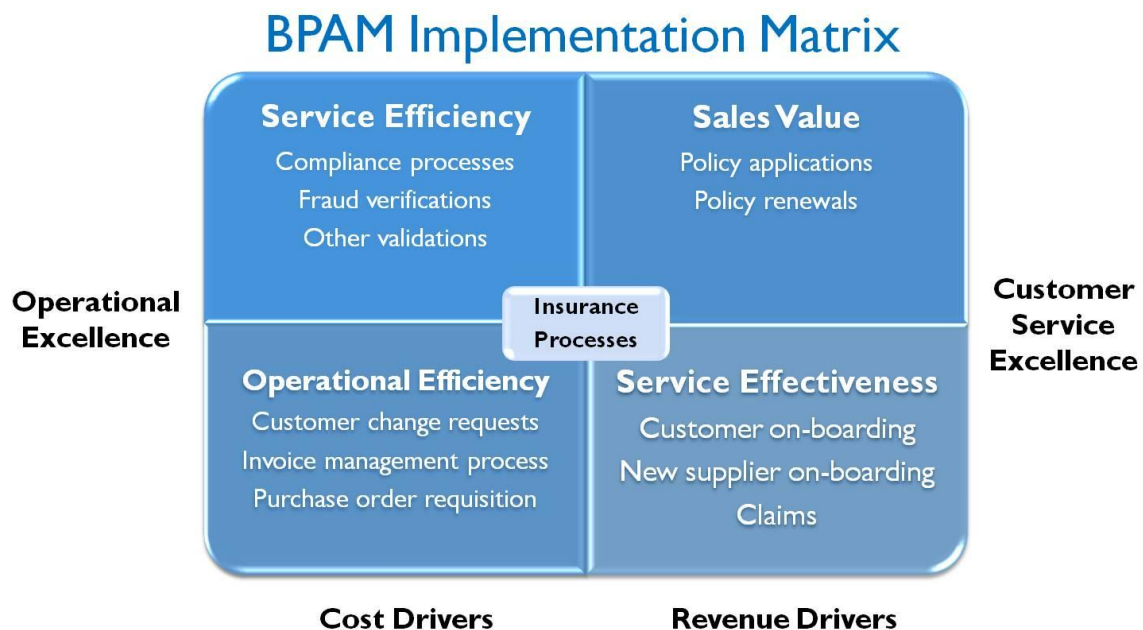 BPAM Implementation Matrix
Service Efficiency
Compliance processes
Fraud verifications
Other validations
Sales Value
Policy applications
Policy renewals
Operational
Excellence
Insurance
Processes
Customer
Service
Excellence
Operational Efficiency
Customer change requests
Invoice management process
Purchase order requisition
Service Effectiveness
Customer on-boarding
New supplier on-boarding
Claims
Cost Drivers
Revenue Drivers